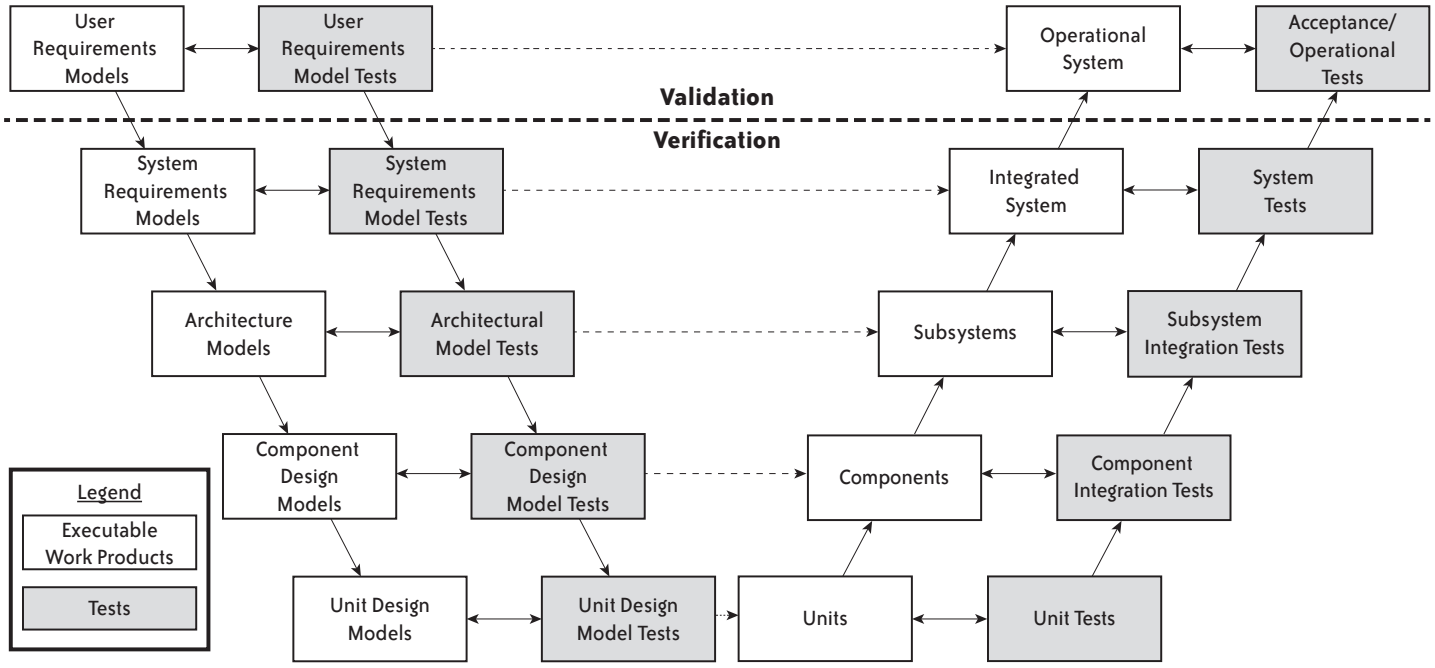 User
Requirements
Models
User
Requirements
Model Tests
Operational
System
Acceptance/
Operational
Tests
Validation
Verification
System
Requirements
Models
System
Requirements
Model Tests
Integrated
System
System
Tests
Architecture
Models
Architectural
Model Tests
Subsystems
Subsystem
Integration Tests
Component
Design
Models
Component
Design
Model Tests
Components
Component
Integration Tests
Legend
Executable
Work Products
Tests
Unit Design
Models
Unit Design
Model Tests
Units
Unit Tests